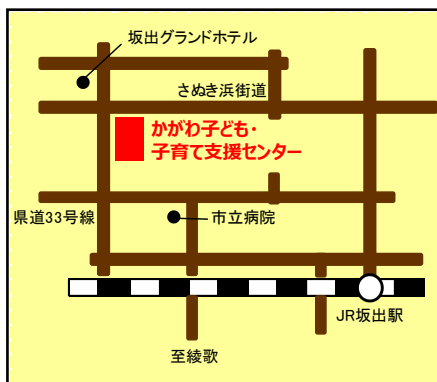 坂出グランドホテル
さぬき浜街道
かがわ子ども・
子育て支援センター
県道33号線
市立病院
JR坂出駅
至綾歌